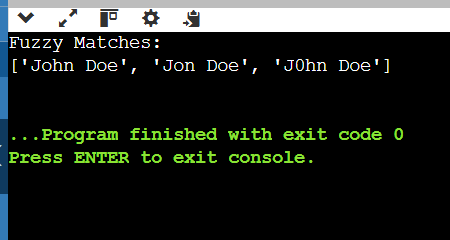 Fuzzy Matches:
['John Doe', 'Jon Doe', 'J0hn Doe']
...Program finished with exit code 0
Press ENTER to exit console.